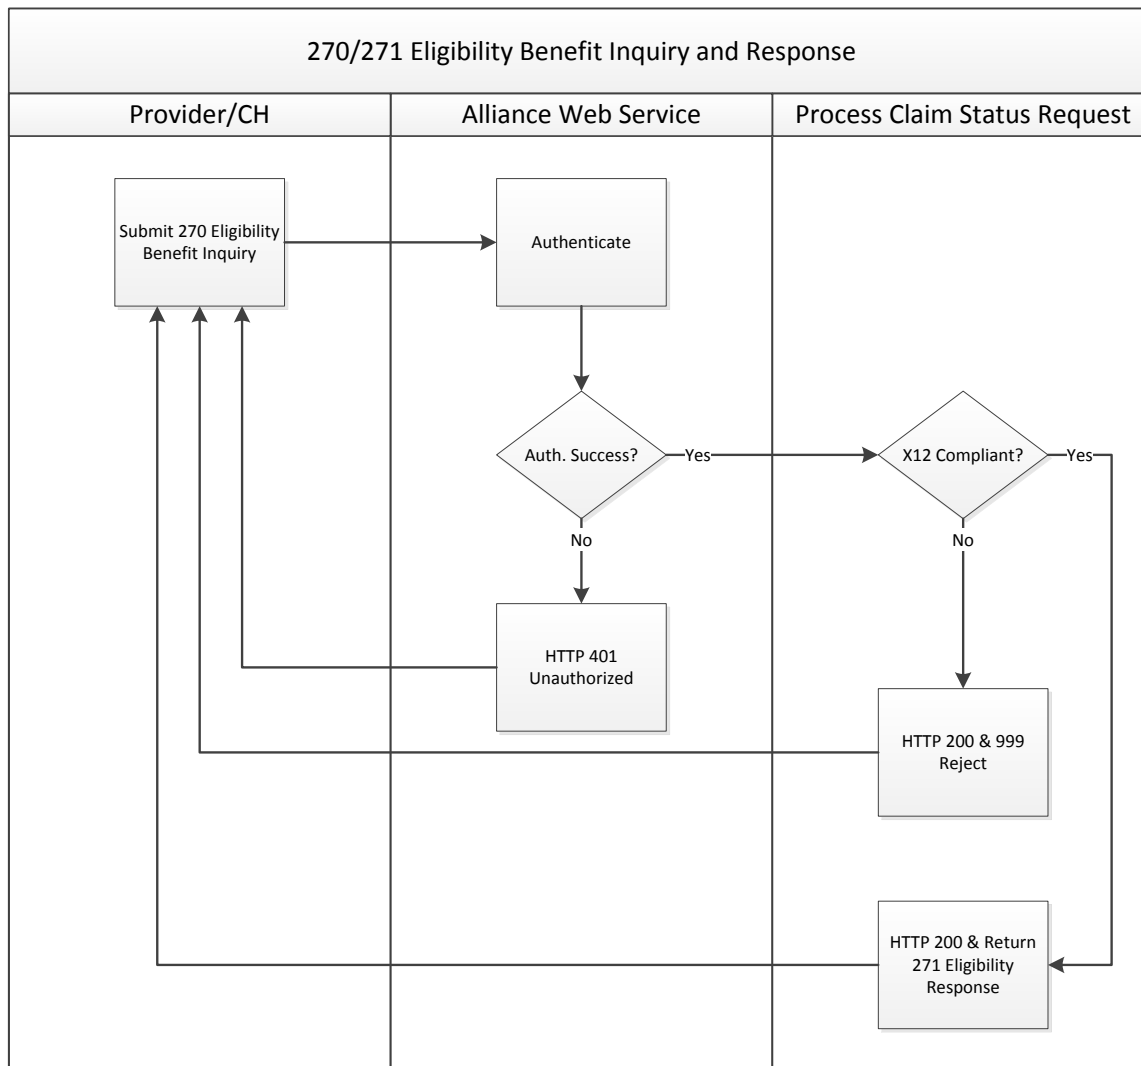 270/271 Eligibility Benefit Inquiry and Response
Provider/CH
Alliance Web Service
Process Claim Status Request
Submit 270 Eligibility
Benefit Inquiry
Authenticate
Auth. Success?
Yes
X12 Compliant?
Yes
No
No
HTTP 401
Unauthorized
HTTP 200 & 999
Reject
HTTP 200 & Return
271 Eligibility
Response